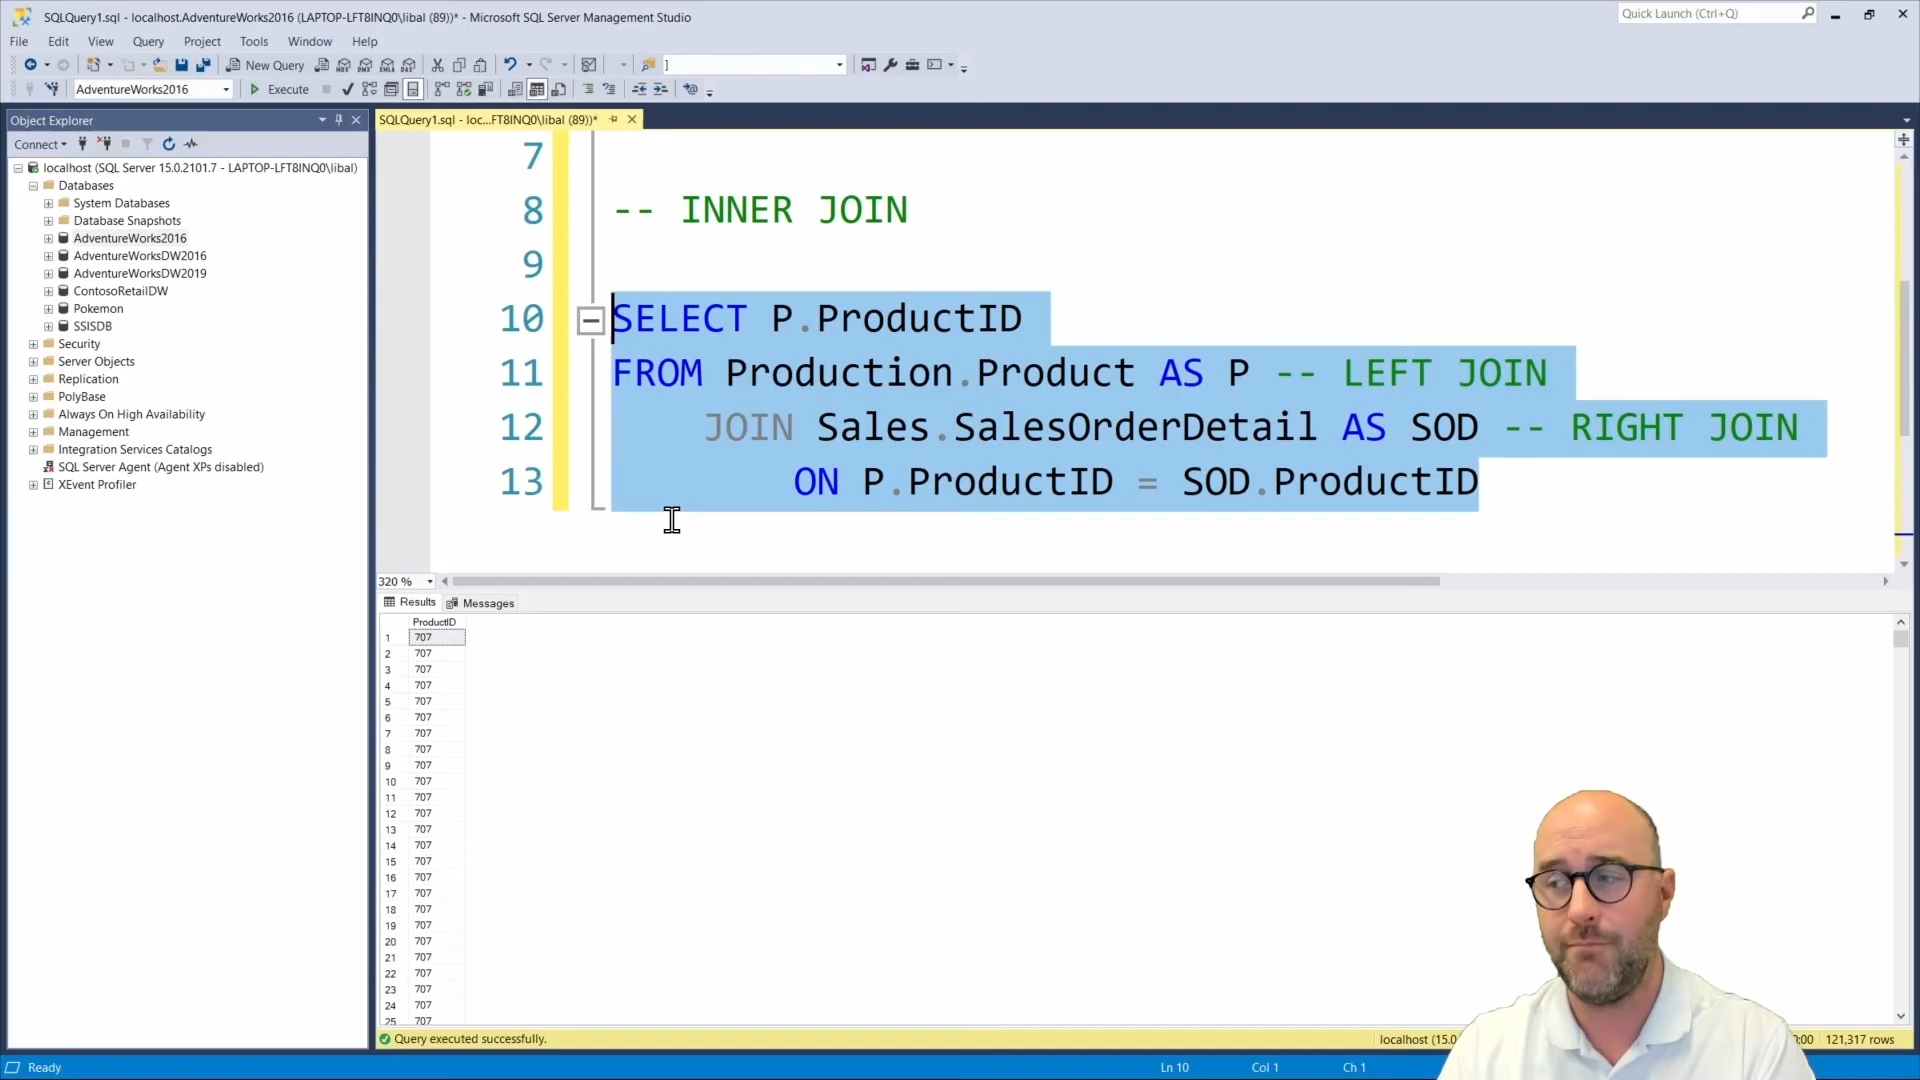 SQLQuery1.sql - localhost.AdventureWorks2016 (LAPTOP-LFT8INQ0\libal (89))* - Microsoft SQL Server Management Studio
Quick Launch (Ctrl+Q)
File Edit View Query Project Tools Window Help
New Query
AdventureWorks2016
Execute
Object Explorer
SQLQuery1.sql - loc...FT8INQ0\libal (89))*
Connect
localhost (SQL Server 15.0.2101.7 - LAPTOP-LFT8INQ0\libal)
Databases
System Databases
Database Snapshots
AdventureWorks2016
AdventureWorksDW2016
AdventureWorksDW2019
ContosoRetailDW
Pokemon
SSISDB
Security
Server Objects
Replication
PolyBase
Always On High Availability
Management
Integration Services Catalogs
SQL Server Agent (Agent XPs disabled)
XEvent Profiler
7
8 -- INNER JOIN
9
10 SELECT P.ProductID
11 FROM Production.Product AS P -- LEFT JOIN
12 JOIN Sales.SalesOrderDetail AS SOD -- RIGHT JOIN
13 ON P.ProductID = SOD.ProductID
320 %
Results Messages
ProductID
1 707
2 707
3 707
4 707
5 707
6 707
7 707
8 707
9 707
10 707
11 707
12 707
13 707
14 707
15 707
16 707
17 707
18 707
19 707
20 707
21 707
22 707
23 707
24 707
25 707
Query executed successfully.
localhost (15.0
:00 121,317 rows
Ready
Ln 10 Col 1 Ch 1